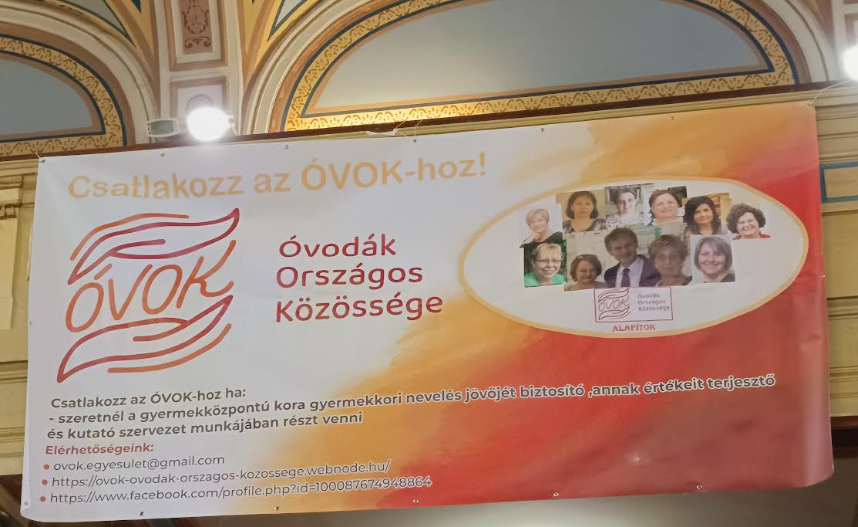 Csatlakozz az ÓVOK-hoz!
ÓVOK
Óvodák
Országos
Közössége
ÓVOK
Óvodák
Országos
Közössége
ALAPÍTÓK
Csatlakozz az ÓVOK-hoz ha:
- szeretnél a gyermekközpontú kora gyermekkori nevelés jövőjét biztosító ,annak értékeit terjesztő
és kutató szervezet munkájában részt venni
Elérhetőségeink:
• ovok.egyesulet@gmail.com
• https://ovok-ovodak-orszagos-kozossege.webnode.hu/
• https://www.facebook.com/profile.php?id=100087674948864